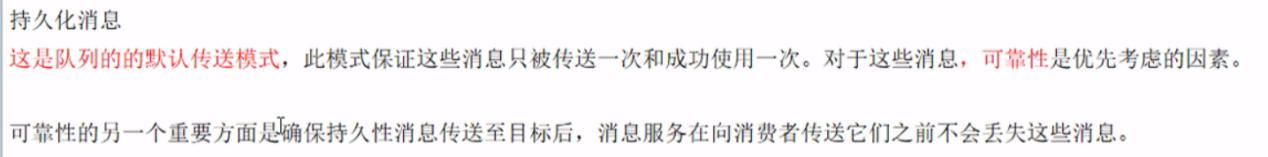 持久化消息
这是队列的的默认传送模式，此模式保证这些消息只被传送一次和成功使用一次。对于这些消息，可靠性是优先考虑的因素。
可靠性的另一个重要方面是确保持久性消息传送至目标后，消息服务在向消费者传送它们之前不会丢失这些消息。